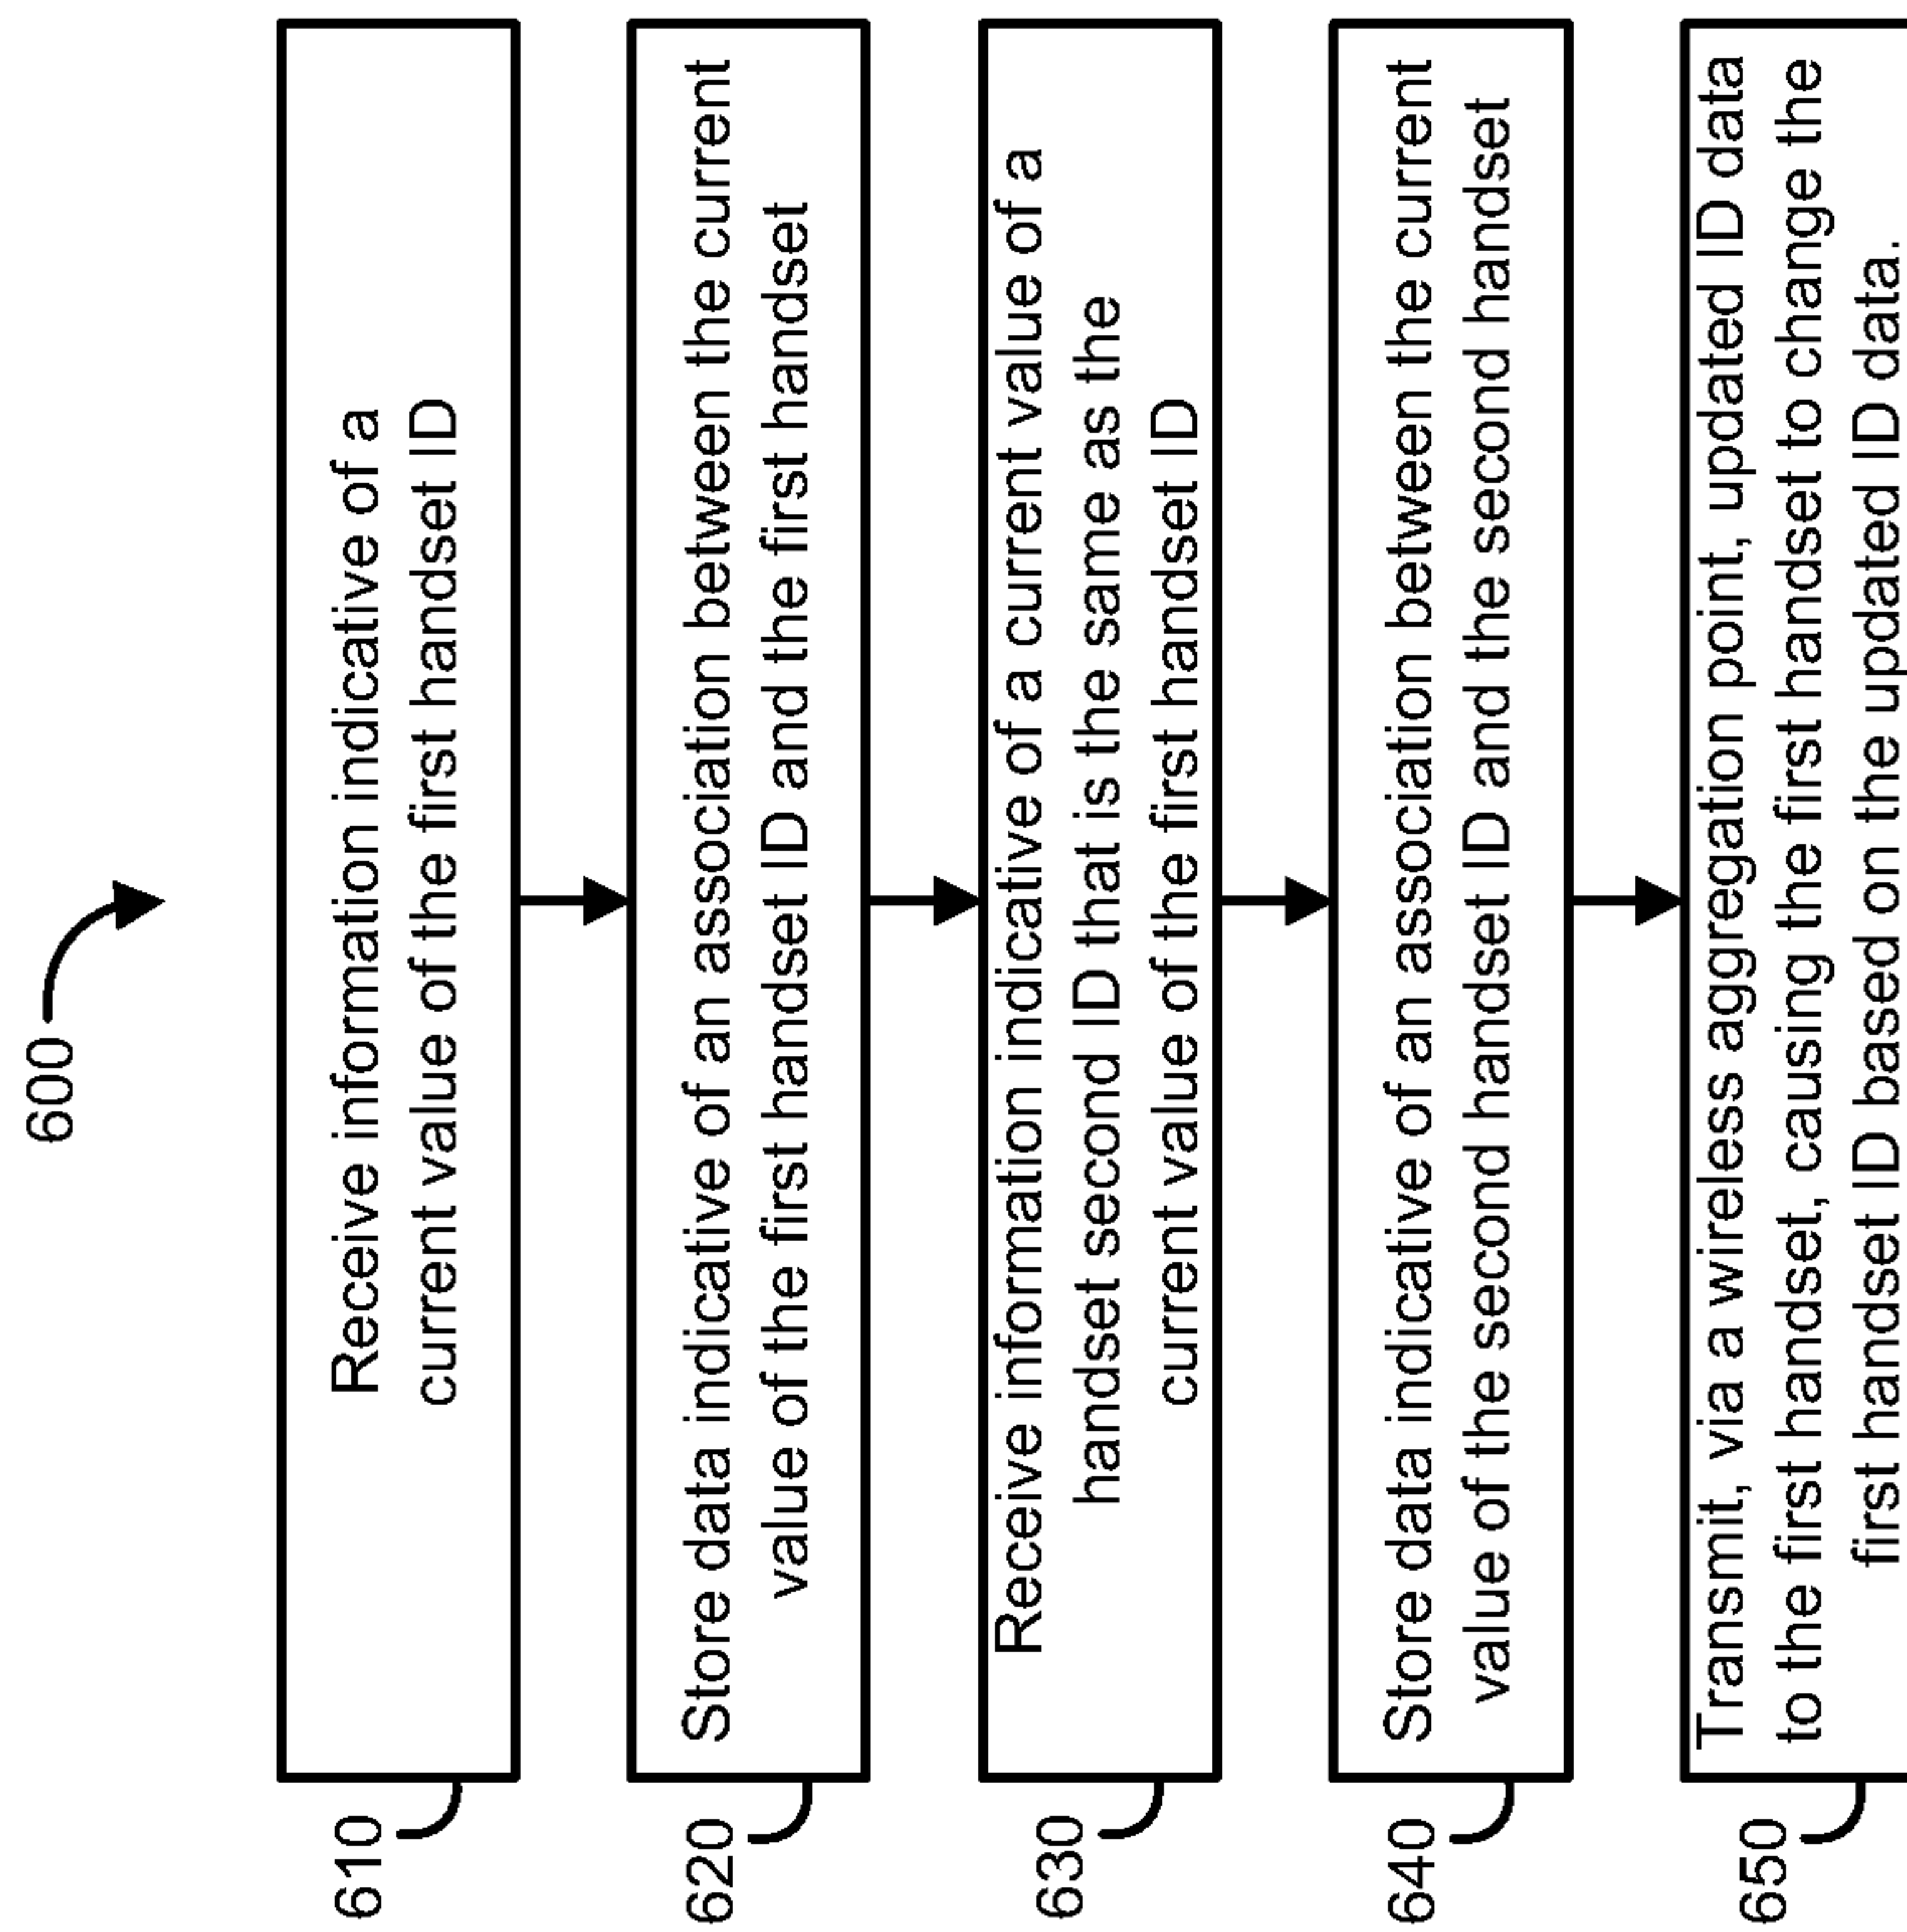 600
610
Receive information indicative of a
current value of the first handset ID
620
Store data indicative of an association between the current
value of the first handset ID and the first handset
630
Receive information indicative of a current value of a
handset second ID that is the same as the
current value of the first handset ID
640
Store data indicative of an association between the current
value of the second handset ID and the second handset
650
Transmit, via a wireless aggregation point, updated ID data
to the first handset, causing the first handset to change the
first handset ID based on the updated ID data.